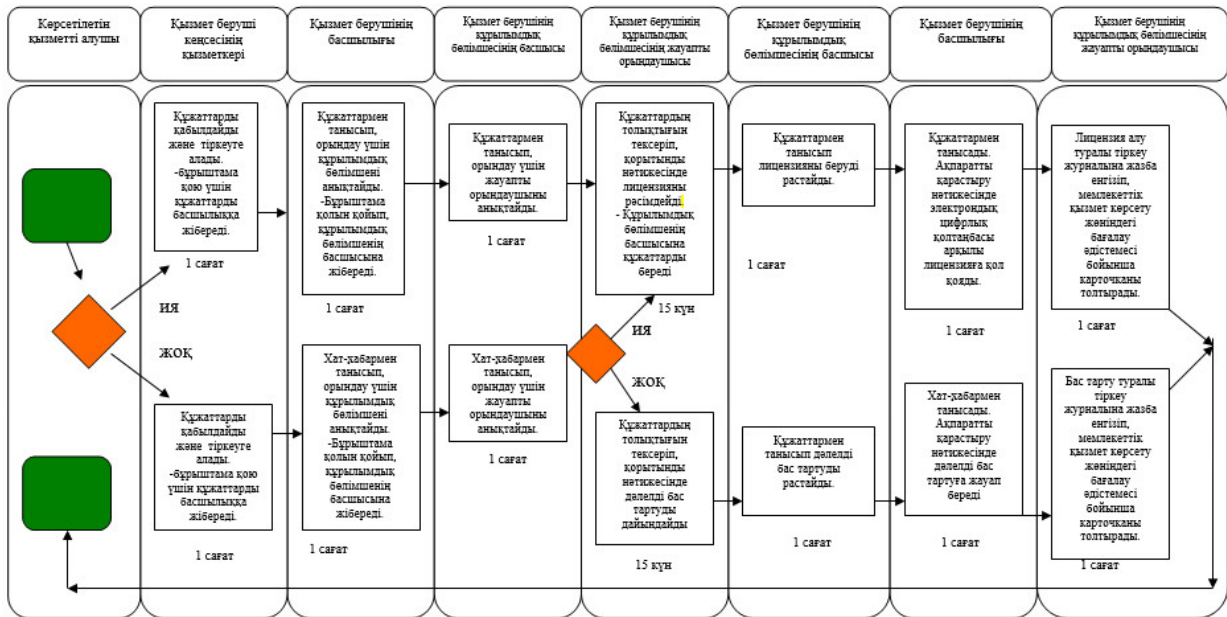 Көрсетілетін
қызметті алушы
Қызмет беруші
кеңсесінің
қызметкері
Қызмет берушінің
басшылығы
Қызмет берушінің
құрылымдық
бөлімшесінің басшысы
Қызмет берушінің
құрылымдық
бөлімшесінің жауапты
орындаушысы
Қызмет берушінің
құрылымдық
бөлімшесінің басшысы
Қызмет берушінің
басшылығы
Қызмет берушінің
құрылымдық бөлімшесінің
жауапты орындаушысы
Құжаттарды
қабылдайды
және тіркеуге
алады.
-бұрыштама
қою үшін
құжаттарды
басшылыққа
жібереді.
1 сағат
Құжаттармен
танысып,
орындау үшін
құрылымдық
бөлімшені
анықтайды.
-Бұрыштама
қолын қойып,
құрылымдық
бөлімшенің
басшысына
жібереді.
1 сағат
Құжаттармен
танысып,
орындау үшін
жауапты
орындаушыны
анықтайды.
1 сағат
Құжаттардың
толықтығын
тексеріп,
қорытынды
нәтижесінде
лицензияны
рәсімдейді
- Құрылымдық
бөлімшенің
басшысына
құжаттарды
береді
15 күн
Құжаттармен
танысып
лицензияны беруді
растайды.
1 сағат
Құжаттармен
танысады.
Ақпаратты
қарастыру
нәтижесінде
электрондық
цифрлық
қолтаңбасы
арқылы
лицензияға қол
қояды.
1 сағат
Лицензия алу
туралы тіркеу
журналына жазба
енгізіп,
мемлекеттік
қызмет көрсету
жөніндегі
бағалау
әдістемесі
бойынша
карточканы
толтырады.
1 сағат
ИЯ
ЖОҚ
ИЯ
ЖОҚ
Құжаттарды
қабылдайды
және тіркеуге
алады.
-бұрыштама қою
үшін құжаттарды
басшылыққа
жібереді.
1 сағат
Хат-хабармен
танысып,
орындау үшін
құрылымдық
бөлімшені
анықтайды.
-Бұрыштама
қолын қойып,
құрылымдық
бөлімшенің
басшысына
жібереді.
1 сағат
Хат-хабармен
танысып,
орындау үшін
жауапты
орындаушыны
анықтайды.
1 сағат
Құжаттардың
толықтығын
тексеріп,
қорытынды
нәтижесінде
дәлелді бас
тартуды
дайындайды
15 күн
Құжаттармен
танысып дәлелді
бас тартуды
растайды.
1 сағат
Хат-хабармен
танысады.
Ақпаратты
қарастыру
нәтижесінде
дәлелді бас
тартуға жауап
береді
1 сағат
Бас тарту туралы
тіркеу
журналына жазба
енгізіп,
мемлекеттік
қызмет көрсету
жөніндегі
бағалау
әдістемесі
бойынша
карточканы
толтырады.
1 сағат